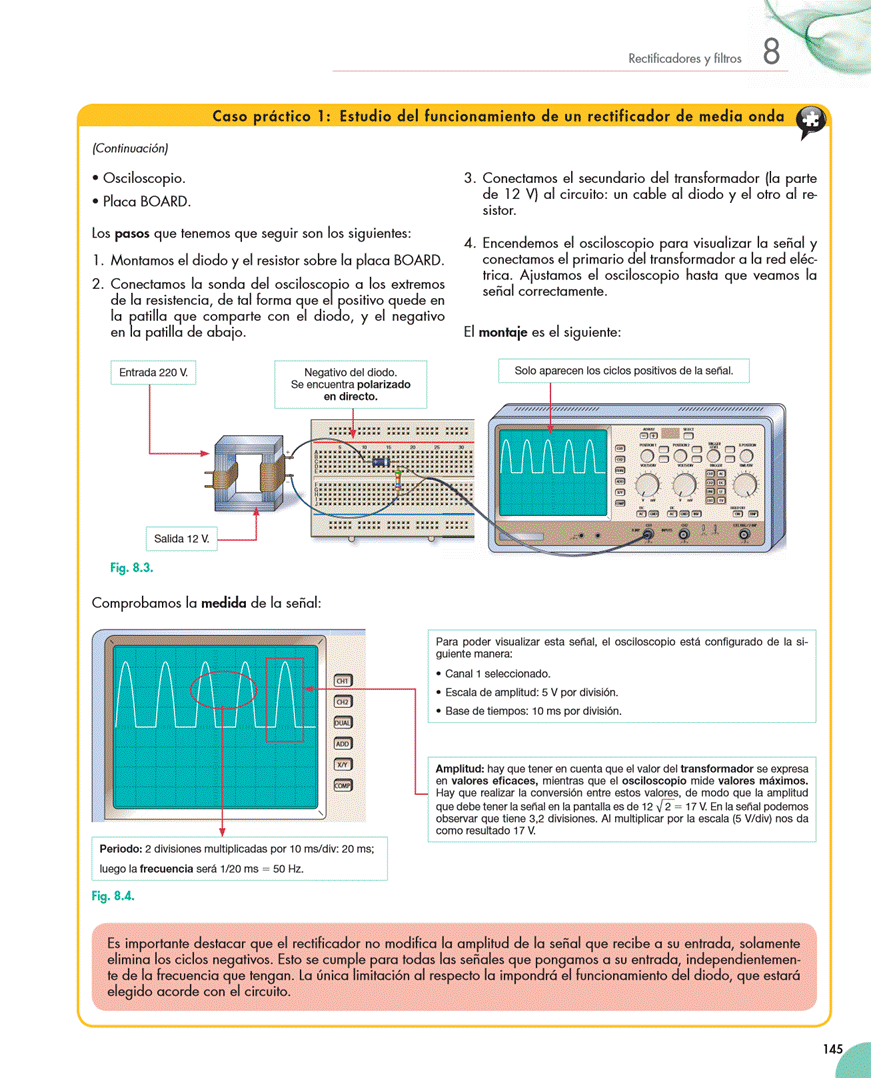 Rectificadores y filtros 8
Caso práctico 1: Estudio del funcionamiento de un rectificador de media onda
(Continuación)
• Osciloscopio.
• Placa BOARD.
Los pasos que tenemos que seguir son los siguientes:
1. Montamos el diodo y el resistor sobre la placa BOARD.
2. Conectamos la sonda del osciloscopio a los extremos
de la resistencia, de tal forma que el positivo quede en
la patilla que comparte con el diodo, y el negativo
en la patilla de abajo.
3. Conectamos el secundario del transformador (la parte
de 12 V) al circuito: un cable al diodo y el otro al re-
sistor.
4. Encendemos el osciloscopio para visualizar la señal y
conectamos el primario del transformador a la red eléc-
trica. Ajustamos el osciloscopio hasta que veamos la
señal correctamente.
El montaje es el siguiente:
Entrada 220 V.
Negativo del diodo.
Se encuentra polarizado
en directo.
Solo aparecen los ciclos positivos de la señal.
5 10 15 20 25 30
Salida 12 V.
Fig. 8.3.
Comprobamos la medida de la señal:
CH1
CH2
DUAL
ADD
X/Y
COMP
Para poder visualizar esta señal, el osciloscopio está configurado de la si-
guiente manera:
• Canal 1 seleccionado.
• Escala de amplitud: 5 V por división.
• Base de tiempos: 10 ms por división.
Amplitud: hay que tener en cuenta que el valor del transformador se expresa
en valores eficaces, mientras que el osciloscopio mide valores máximos.
Hay que realizar la conversión entre estos valores, de modo que la amplitud
que debe tener la señal en la pantalla es de 12 √2 = 17 V. En la señal podemos
observar que tiene 3,2 divisiones. Al multiplicar por la escala (5 V/div) nos da
como resultado 17 V.
Periodo: 2 divisiones multiplicadas por 10 ms/div: 20 ms;
luego la frecuencia será 1/20 ms = 50 Hz.
Fig. 8.4.
Es importante destacar que el rectificador no modifica la amplitud de la señal que recibe a su entrada, solamente
elimina los ciclos negativos. Esto se cumple para todas las señales que pongamos a su entrada, independientemen-
te de la frecuencia que tengan. La única limitación al respecto la impondrá el funcionamiento del diodo, que estará
elegido acorde con el circuito.
145